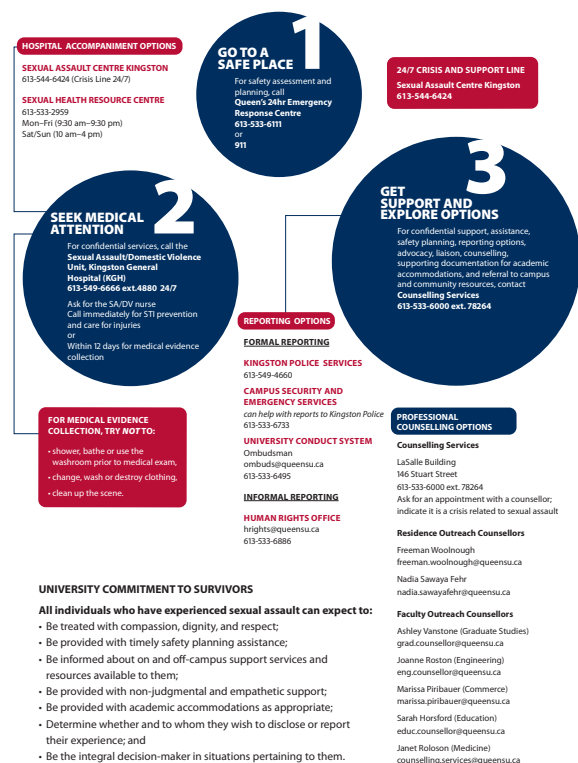 HOSPITAL ACCOMPANIMENT OPTIONS
SEXUAL ASSAULT CENTRE KINGSTON
613-544-6424 (Crisis Line 24/7)
SEXUAL HEALTH RESOURCE CENTRE
613-533-2959
Mon–Fri (9:30 am–9:30 pm)
Sat/Sun (10 am–4 pm)
1
GO TO A
SAFE PLACE
For safety assessment and
planning, call
Queen's 24hr Emergency
Response Centre
613-533-6111
or
911
24/7 CRISIS AND SUPPORT LINE
Sexual Assault Centre Kingston
613-544-6424
2
SEEK MEDICAL
ATTENTION
For confidential services, call the
Sexual Assault/Domestic Violence
Unit, Kingston General
Hospital (KGH)
613-549-6666 ext.4880 24/7
Ask for the SA/DV nurse
Call immediately for STI prevention
and care for injuries
or
Within 12 days for medical evidence
collection
3
GET
SUPPORT AND
EXPLORE OPTIONS
For confidential support, assistance,
safety planning, reporting options,
advocacy, liaison, counselling,
supporting documentation for academic
accommodations, and referral to campus
and community resources, contact
Counselling Services
613-533-6000 ext. 78264
FOR MEDICAL EVIDENCE
COLLECTION, TRY NOT TO:
• shower, bathe or use the
washroom prior to medical exam,
• change, wash or destroy clothing,
• clean up the scene.
REPORTING OPTIONS
FORMAL REPORTING
KINGSTON POLICE SERVICES
613-549-4660
CAMPUS SECURITY AND
EMERGENCY SERVICES
can help with reports to Kingston Police
613-533-6733
UNIVERSITY CONDUCT SYSTEM
Ombudsman
ombuds@queensu.ca
613-533-6495
INFORMAL REPORTING
HUMAN RIGHTS OFFICE
hrights@queensu.ca
613-533-6886
PROFESSIONAL
COUNSELLING OPTIONS
Counselling Services
LaSalle Building
146 Stuart Street
613-533-6000 ext. 78264
Ask for an appointment with a counsellor;
indicate it is a crisis related to sexual assault
Residence Outreach Counsellors
Freeman Woolnough
freeman.woolnough@queensu.ca
Nadia Sawaya Fehr
nadia.sawayafehr@queensu.ca
Faculty Outreach Counsellors
Ashley Vanstone (Graduate Studies)
grad.counsellor@queensu.ca
Joanne Roston (Engineering)
eng.counsellor@queensu.ca
Marissa Piribauer (Commerce)
marissa.piribauer@queensu.ca
Sarah Horsford (Education)
educ.counsellor@queensu.ca
Janet Roloson (Medicine)
counselling.services@queensu.ca
UNIVERSITY COMMITMENT TO SURVIVORS
All individuals who have experienced sexual assault can expect to:
• Be treated with compassion, dignity, and respect;
• Be provided with timely safety planning assistance;
• Be informed about on and off-campus support services and
resources available to them;
• Be provided with non-judgmental and empathetic support;
• Be provided with academic accommodations as appropriate;
• Determine whether and to whom they wish to disclose or report
their experience; and
• Be the integral decision-maker in situations pertaining to them.